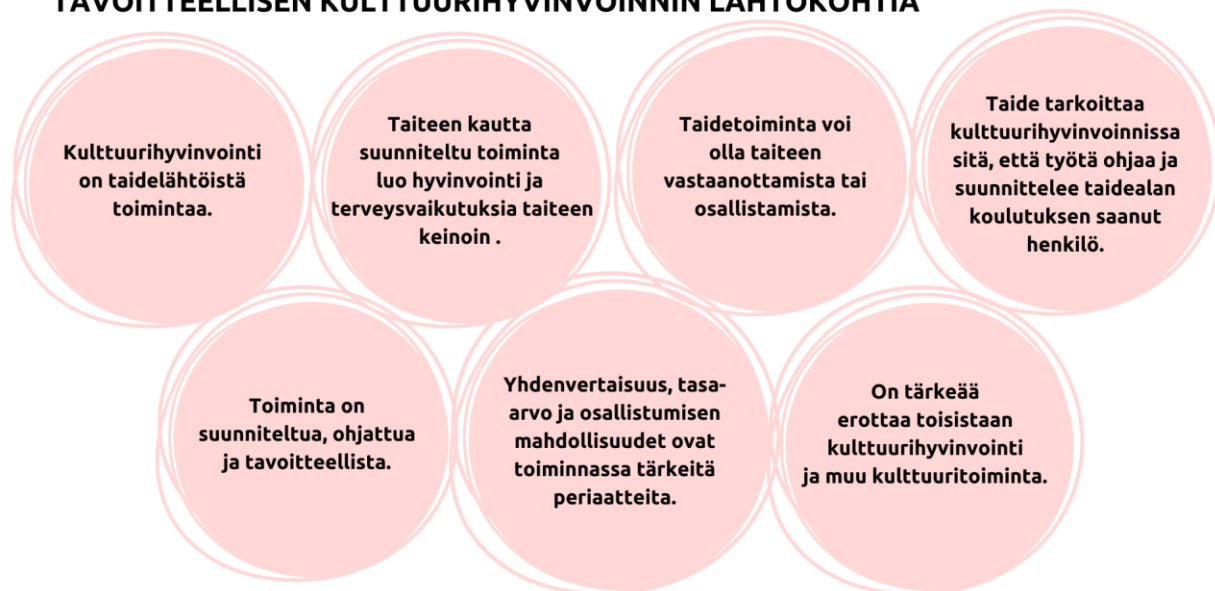 TAVOITTEELLISEN KULTTUURIHYVINVOINNIN LÄHTÖKOHTIA
Kulttuurihyvinvointi
on taidelähtöistä
toimintaa.
Taiteen kautta
suunniteltu toiminta
luo hyvinvointi ja
terveysvaikutuksia taiteen
keinoin .
Taidetoiminta voi
olla taiteen
vastaanottamista tai
osallistamista.
Taide tarkoittaa
kulttuurihyvinvoinnissa
sitä, että työtä ohjaa ja
suunnittelee taidealan
koulutuksen saanut
henkilö.
Toiminta on
suunniteltua, ohjattua
ja tavoitteellista.
Yhdenvertaisuus, tasa-
arvo ja osallistumisen
mahdollisuudet ovat
toiminnassa tärkeitä
periaatteita.
On tärkeää
erottaa toisistaan
kulttuurihyvinvointi
ja muu kulttuuritoiminta.